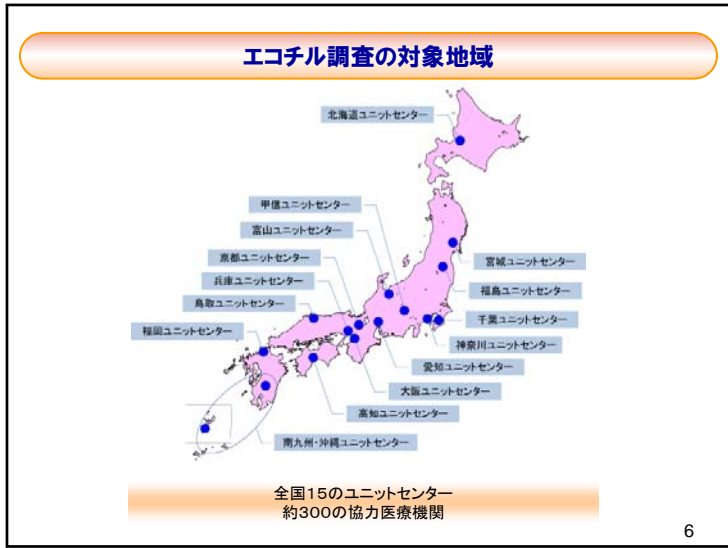 エコチル調査の対象地域
北海道ユニットセンター
甲信ユニットセンター
富山ユニットセンター
京都ユニットセンター
兵庫ユニットセンター
鳥取ユニットセンター
福岡ユニットセンター
宮城ユニットセンター
福島ユニットセンター
千葉ユニットセンター
神奈川ユニットセンター
愛知ユニットセンター
大阪ユニットセンター
高知ユニットセンター
南九州・沖縄ユニットセンター
全国15のユニットセンター
約300の協力医療機関
6